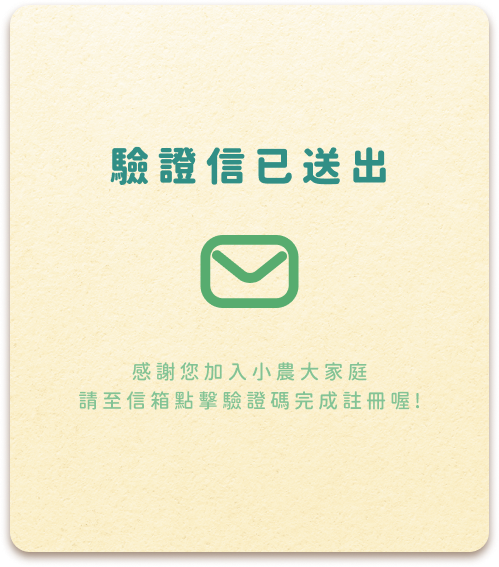 驗證信已送出
感謝您加入小農大家庭
請至信箱點擊驗證碼完成註冊喔!